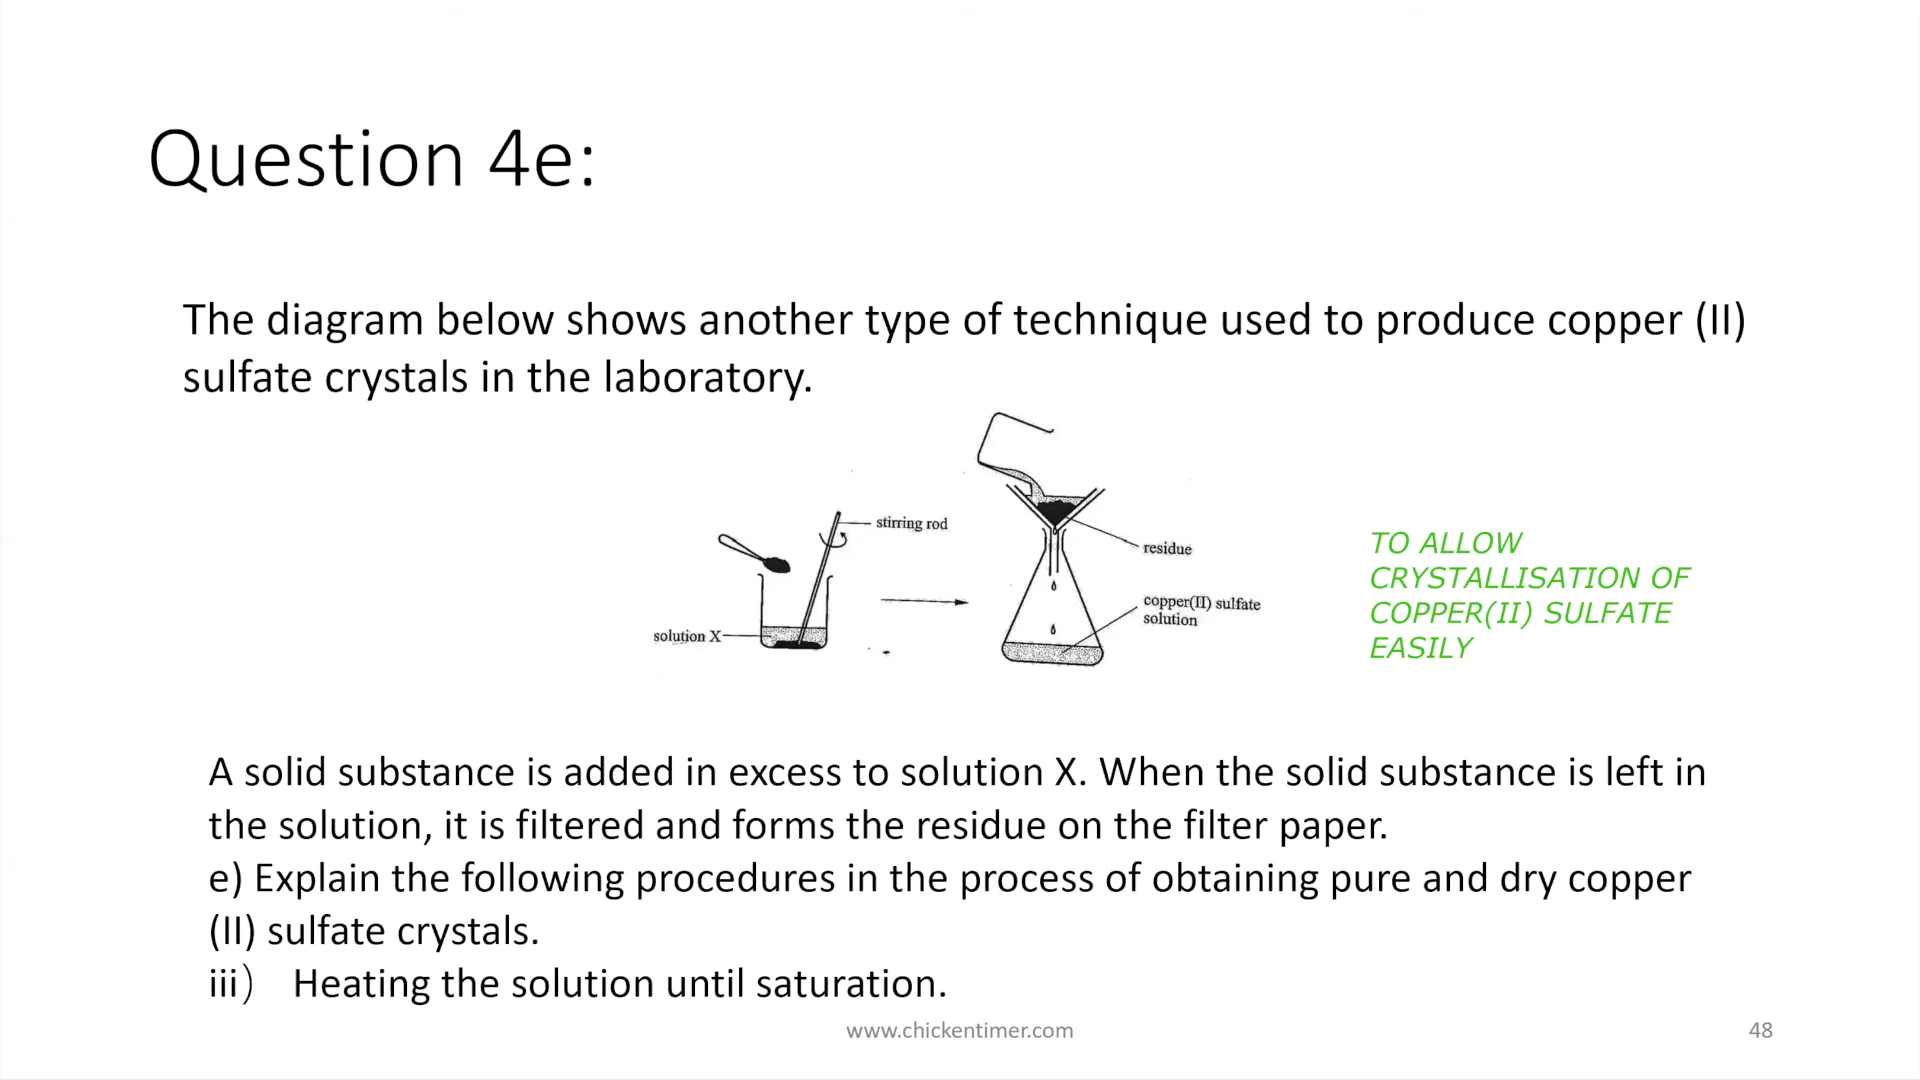 Question 4e:
The diagram below shows another type of technique used to produce copper (II)
sulfate crystals in the laboratory.
stirring rod
residue
copper(II) sulfate
solution
solution X
TO ALLOW
CRYSTALLISATION OF
COPPER(II) SULFATE
EASILY
A solid substance is added in excess to solution X. When the solid substance is left in
the solution, it is filtered and forms the residue on the filter paper.
e) Explain the following procedures in the process of obtaining pure and dry copper
(II) sulfate crystals.
iii) Heating the solution until saturation.
www.chickentimer.com
48